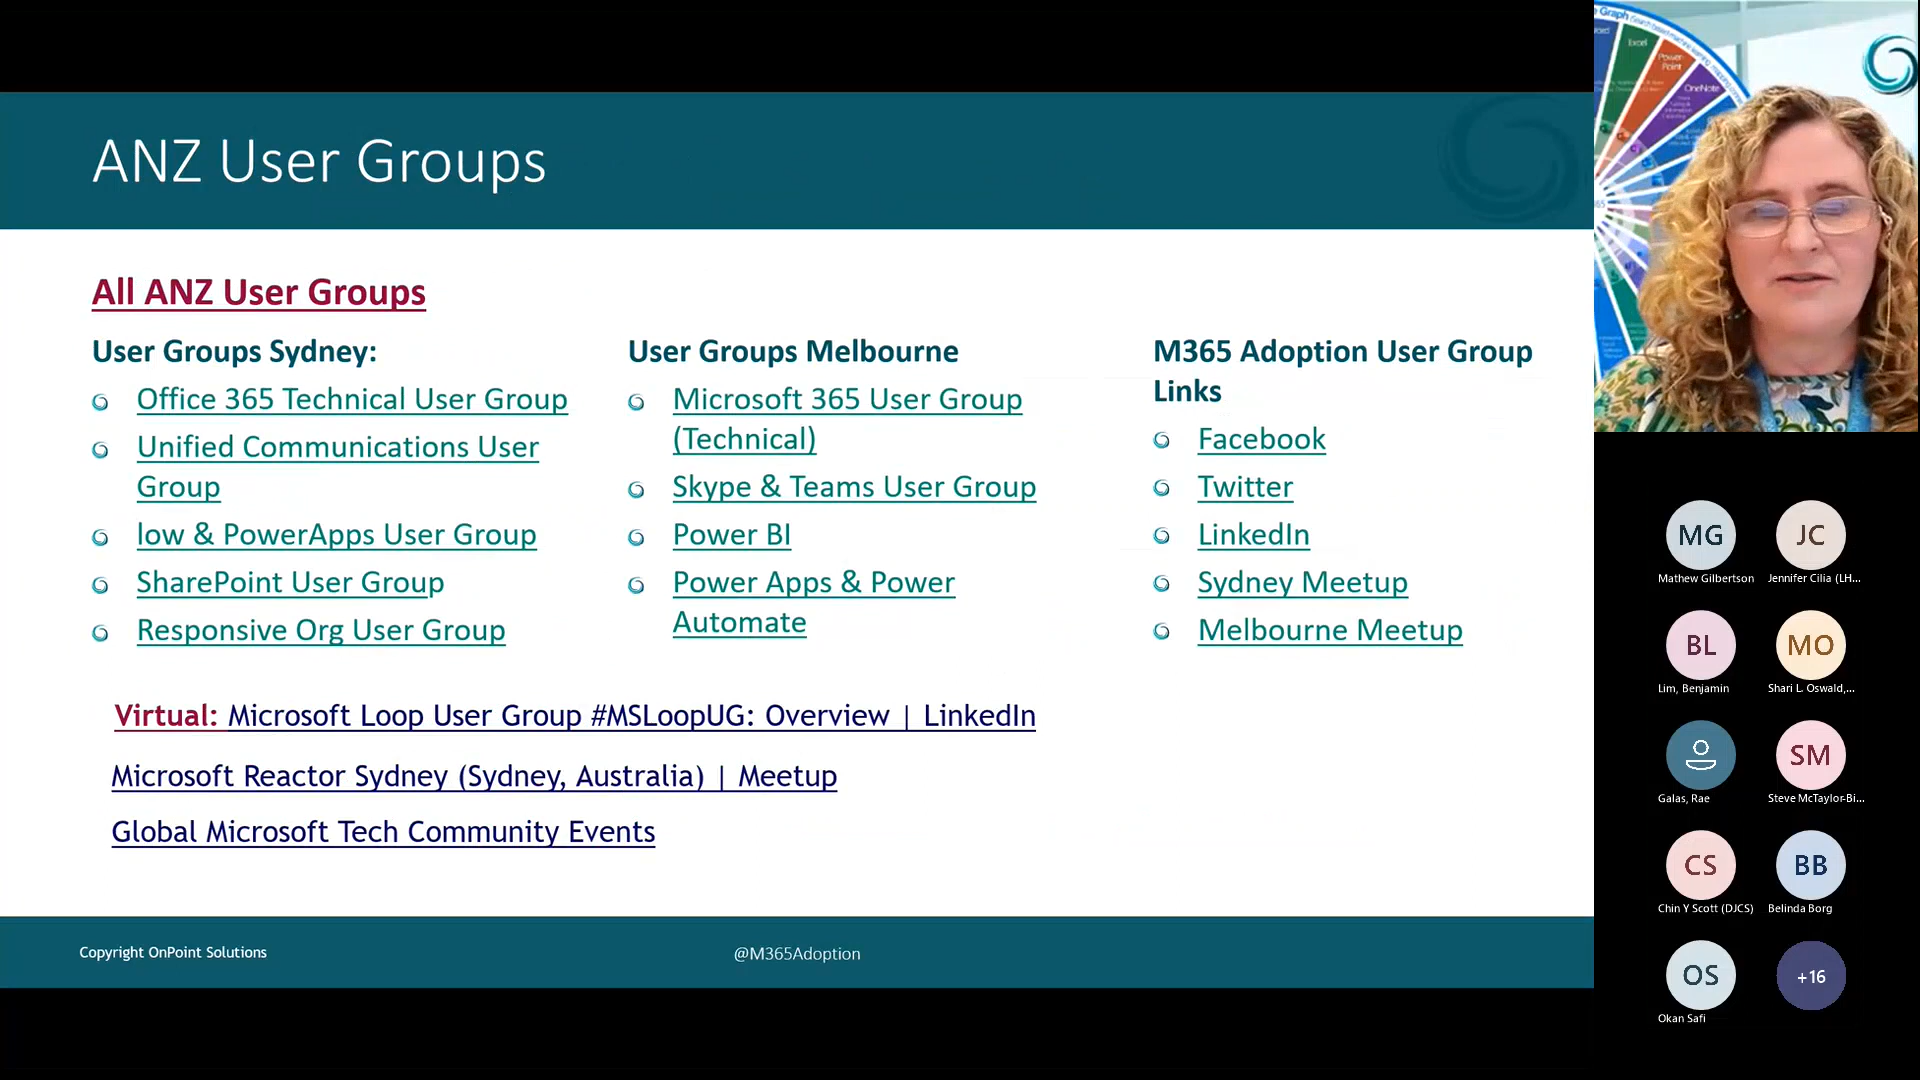 ANZ User Groups
All ANZ User Groups
User Groups Sydney:
Office 365 Technical User Group
Unified Communications User
Group
low & PowerApps User Group
SharePoint User Group
Responsive Org User Group
User Groups Melbourne
Microsoft 365 User Group
(Technical)
Skype & Teams User Group
Power BI
Power Apps & Power
Automate
M365 Adoption User Group
Links
Facebook
Twitter
LinkedIn
Sydney Meetup
Melbourne Meetup
Virtual: Microsoft Loop User Group #MSLoopUG: Overview | LinkedIn
Microsoft Reactor Sydney (Sydney, Australia) | Meetup
Global Microsoft Tech Community Events
Copyright OnPoint Solutions
@M365Adoption
Graph
Excel
Power-
Point
OneNote
MG
JC
Mathew Gilbertson
Jennifer Cilia (LH...
BL
MO
Lim, Benjamin
Shari L. Oswald,...
SM
Galas, Rae
Steve McTaylor-Bi...
CS
BB
Chin Y Scott (DJCS)
Belinda Borg
OS
+16
Okan Safi